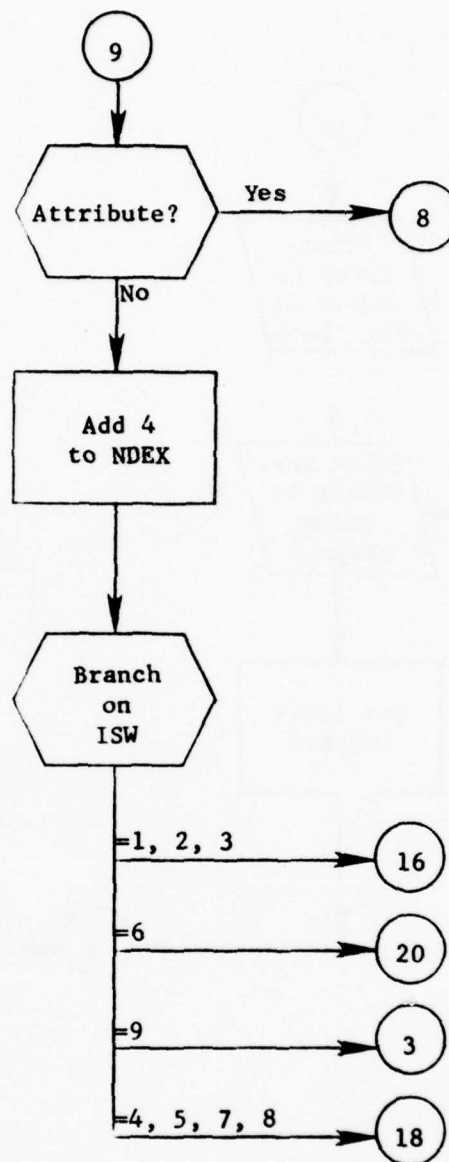 9
Attribute?
Yes
8
No
Add 4
to NDEX
Branch
on
ISW
=1, 2, 3
16
=6
20
=9
3
=4, 5, 7, 8
18